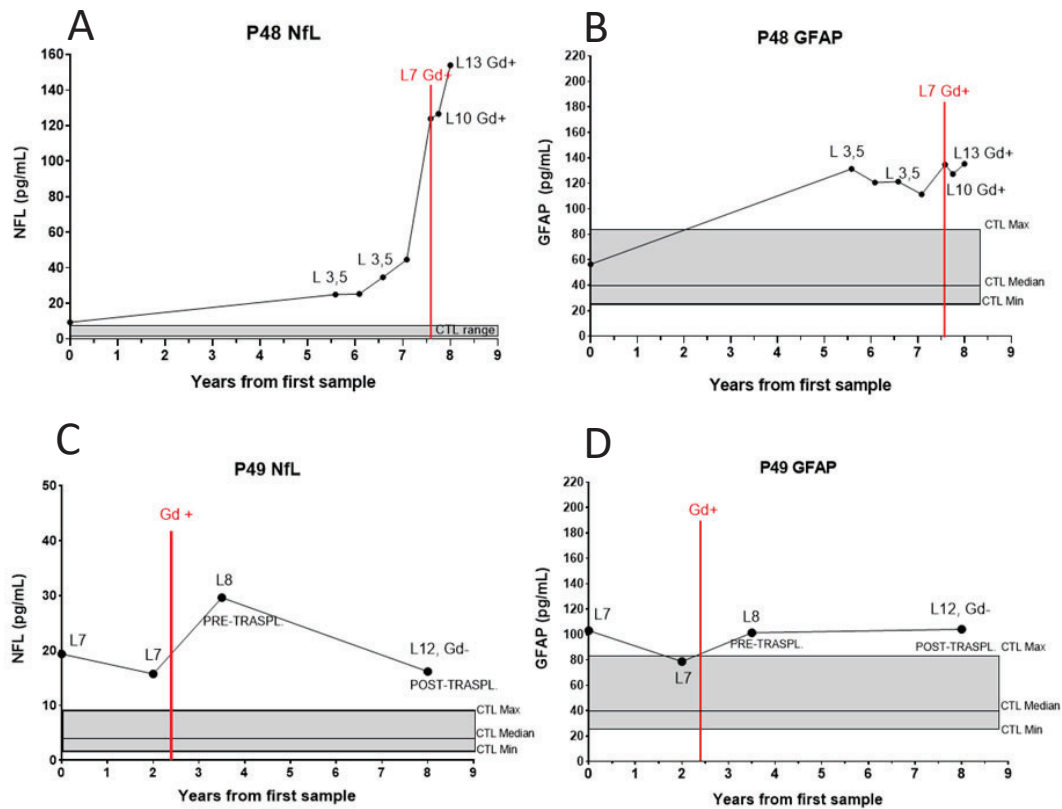 A
P48 NfL
160
140
120
100
80
60
40
20
0
NFL (pg/mL)
L7 Gd+
L13 Gd+
L10 Gd+
L 3,5
L 3,5
CTL range
0 1 2 3 4 5 6 7 8 9
Years from first sample
B
P48 GFAP
220
200
180
160
140
120
100
80
60
40
20
0
GFAP (pg/mL)
L7 Gd+
L 3,5
L 3,5
L13 Gd+
L10 Gd+
CTL Max
CTL Median
CTL Min
0 1 2 3 4 5 6 7 8 9
Years from first sample
C
P49 NfL
50
40
30
20
10
0
NFL (pg/mL)
Gd +
L7
L7
L8
PRE-TRASPL.
L12, Gd-
POST-TRASPL.
CTL Max
CTL Median
CTL Min
0 1 2 3 4 5 6 7 8 9
Years from first sample
D
P49 GFAP
220
200
180
160
140
120
100
80
60
40
20
0
GFAP (pg/mL)
Gd+
L7
L7
L8
PRE-TRASPL.
L12, Gd-
POST-TRASPL.
CTL Max
CTL Median
CTL Min
0 1 2 3 4 5 6 7 8 9
Years from first sample